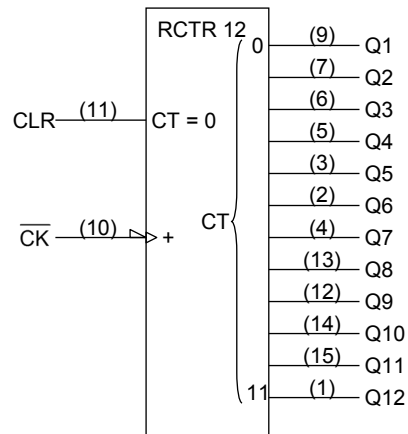 RCTR 12
0 (9) Q1
(7) Q2
(6) Q3
CLR (11) CT = 0
(5) Q4
(3) Q5
(2) Q6
CT
C̅K̅ (10) +
(4) Q7
(13) Q8
(12) Q9
(14) Q10
(15) Q11
11 (1) Q12